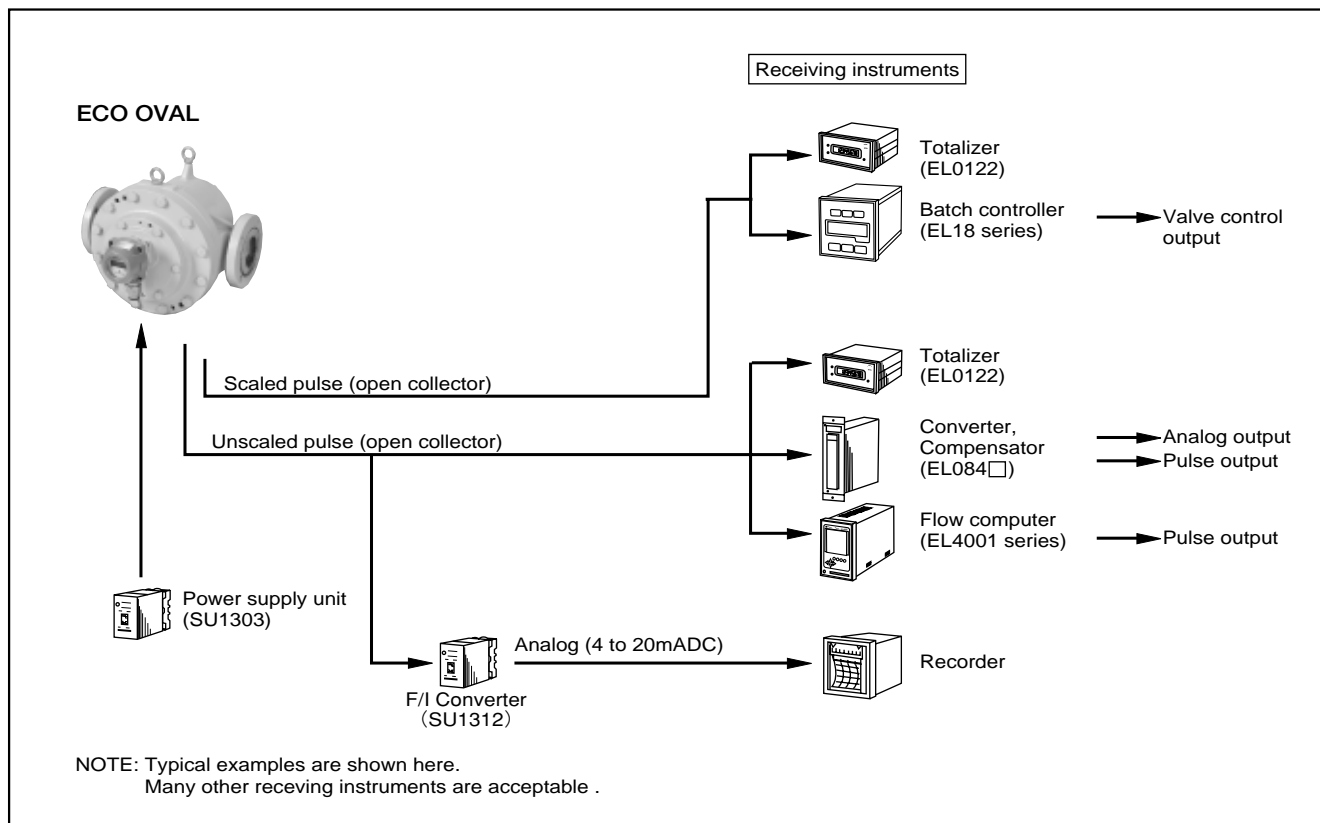 Receiving instruments
ECO OVAL
Totalizer
(EL0122)
Batch controller
(EL18 series)
Valve control
output
Scaled pulse (open collector)
Totalizer
(EL0122)
Unscaled pulse (open collector)
Converter,
Compensator
(EL084□)
Analog output
Pulse output
Flow computer
(EL4001 series)
Pulse output
Power supply unit
(SU1303)
Analog (4 to 20mADC)
F/I Converter
（SU1312）
Recorder
NOTE: Typical examples are shown here.
Many other receving instruments are acceptable .